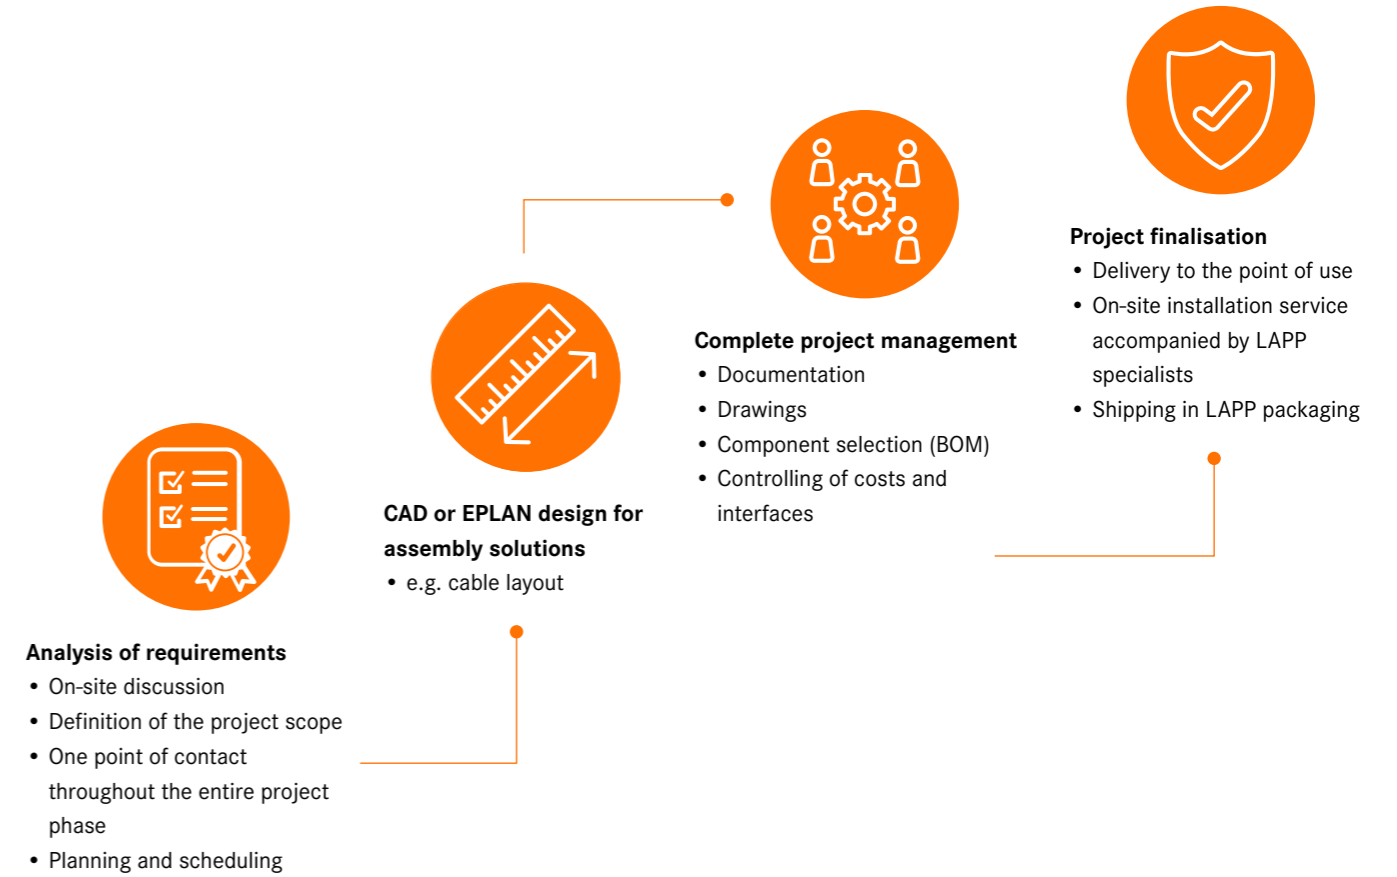 Analysis of requirements
• On-site discussion
• Definition of the project scope
• One point of contact
throughout the entire project
phase
• Planning and scheduling
CAD or EPLAN design for
assembly solutions
• e.g. cable layout
Complete project management
• Documentation
• Drawings
• Component selection (BOM)
• Controlling of costs and
interfaces
Project finalisation
• Delivery to the point of use
• On-site installation service
accompanied by LAPP
specialists
• Shipping in LAPP packaging